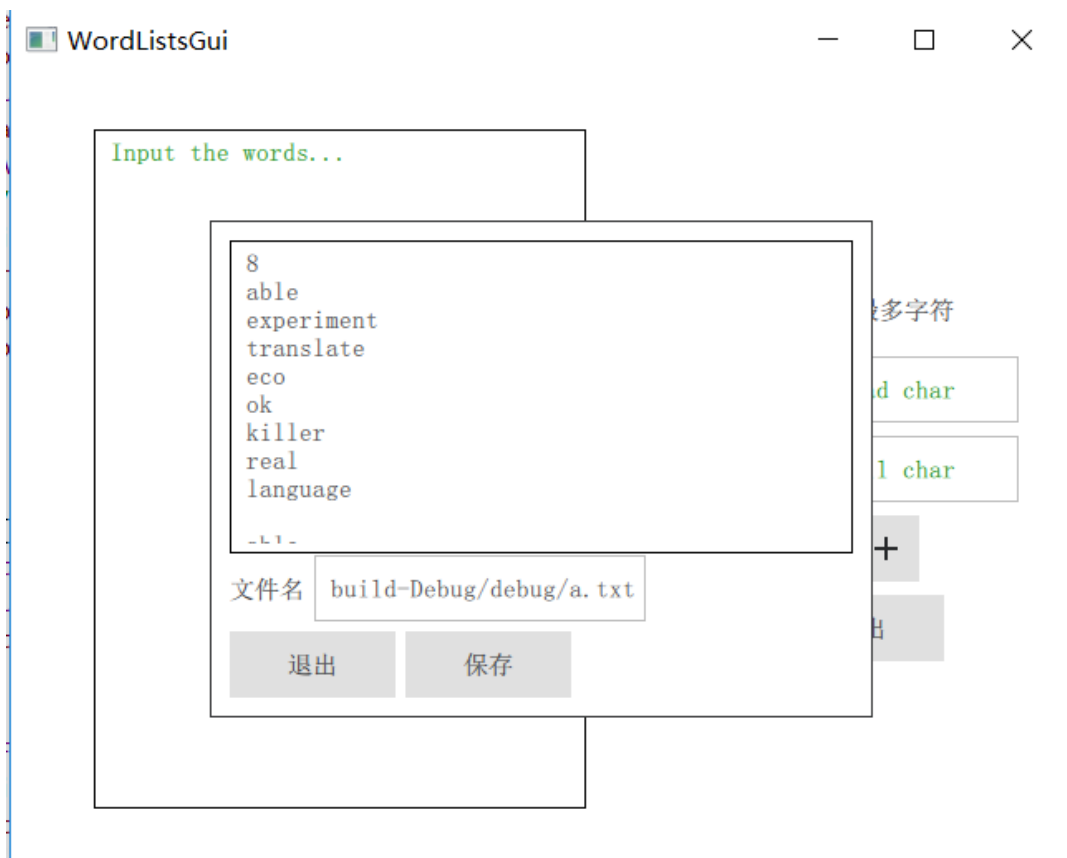 WordListsGui
Input the words...
8
able
experiment
translate
eco
ok
killer
real
language
多字符
char
char
文件名 build-Debug/debug/a.txt
退出 保存